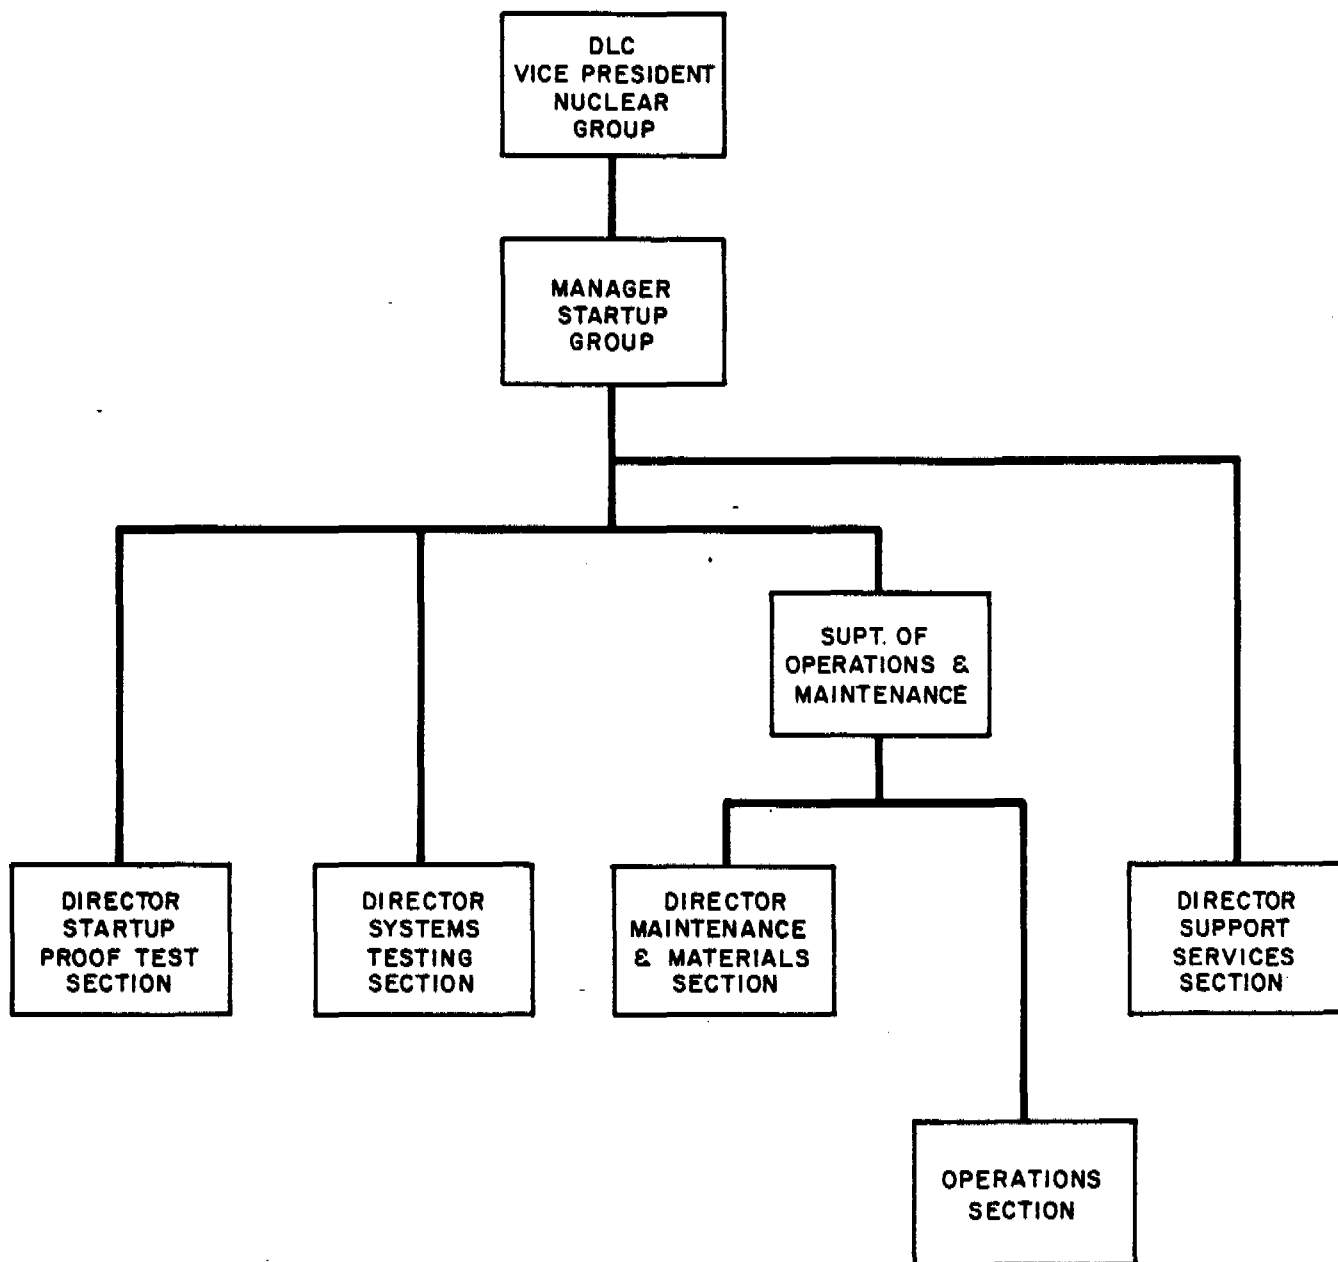 DLC
VICE PRESIDENT
NUCLEAR
GROUP
MANAGER
STARTUP
GROUP
SUPT. OF
OPERATIONS &
MAINTENANCE
DIRECTOR
STARTUP
PROOF TEST
SECTION
DIRECTOR
SYSTEMS
TESTING
SECTION
DIRECTOR
MAINTENANCE
& MATERIALS
SECTION
DIRECTOR
SUPPORT
SERVICES
SECTION
OPERATIONS
SECTION